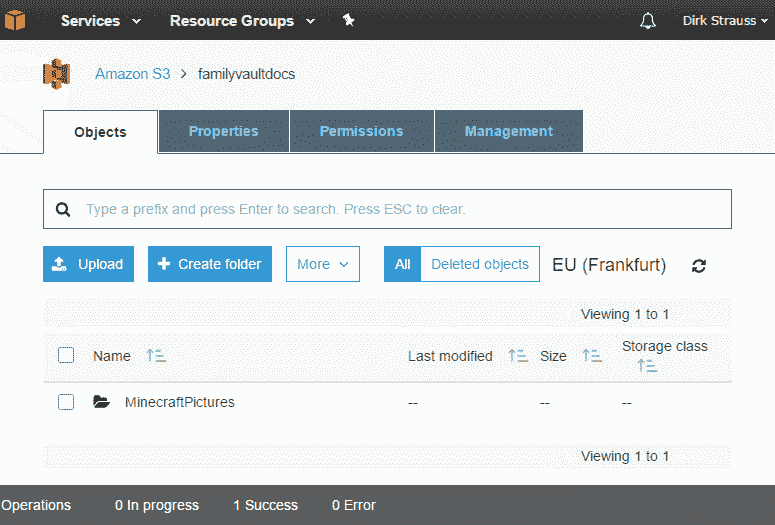 Services Resource Groups Dirk Strauss
Amazon S3 > familyvaultdocs
Objects Properties Permissions Management
Type a prefix and press Enter to search. Press ESC to clear.
Upload Create folder More All Deleted objects EU (Frankfurt)
Viewing 1 to 1
Name Last modified Size Storage class
MinecraftPictures -- -- --
Viewing 1 to 1
Operations 0 In progress 1 Success 0 Error